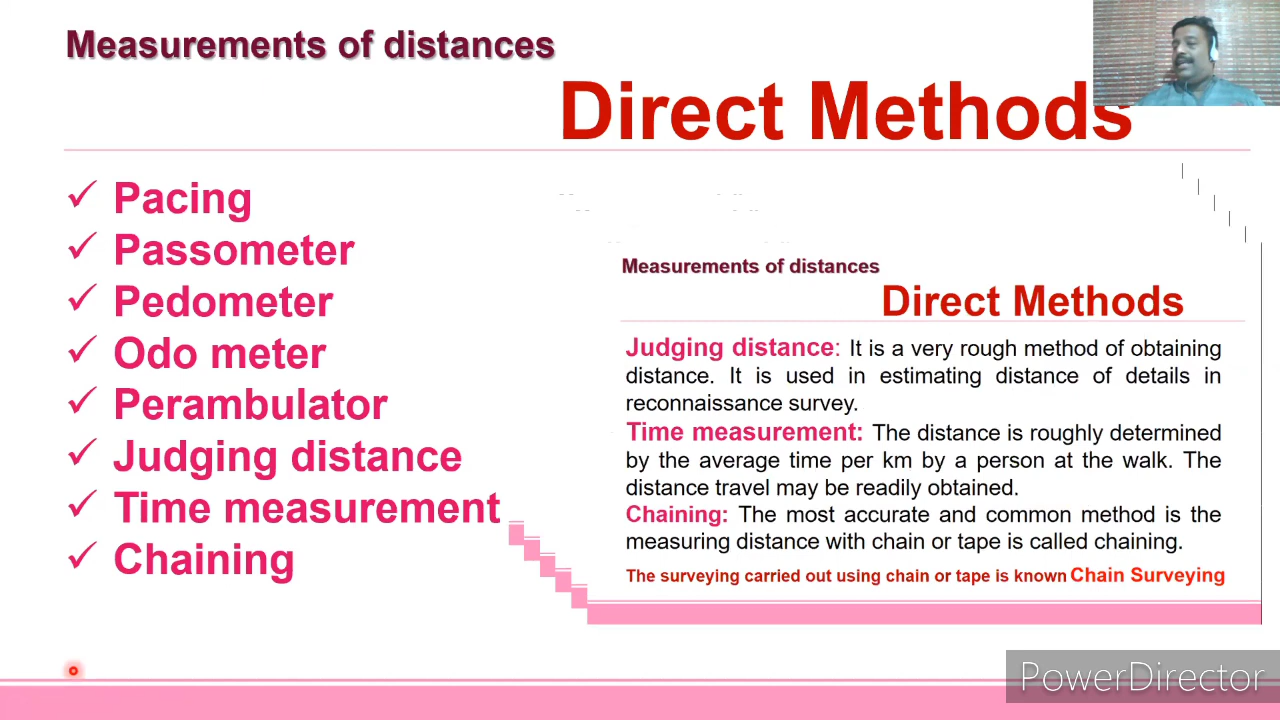 Measurements of distances
Direct Methods
Pacing
Passometer
Pedometer
Odo meter
Perambulator
Judging distance
Time measurement
Chaining
Measurements of distances
Direct Methods
Judging distance: It is a very rough method of obtaining
distance. It is used in estimating distance of details in
reconnaissance survey.
Time measurement: The distance is roughly determined
by the average time per km by a person at the walk. The
distance travel may be readily obtained.
Chaining: The most accurate and common method is the
measuring distance with chain or tape is called chaining.
The surveying carried out using chain or tape is known Chain Surveying
PowerDirector